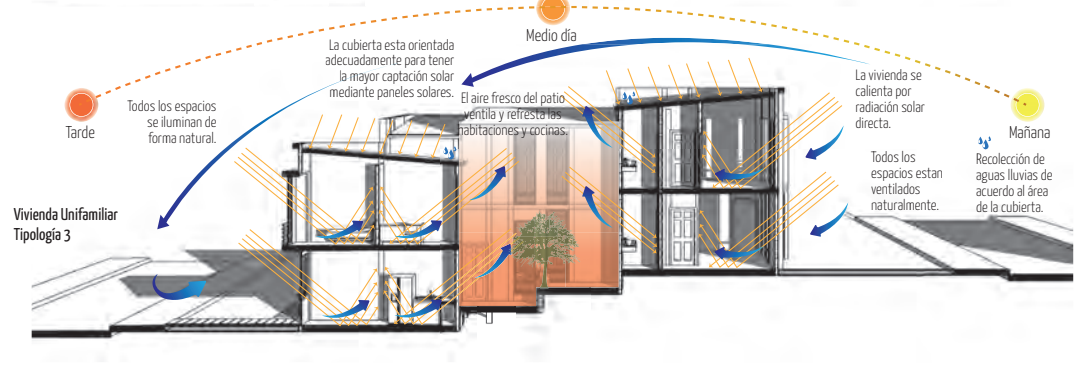 Medio día
La cubierta esta orientada
adecuadamente para tener
la mayor captación solar
mediante paneles solares.
Tarde
Todos los espacios
se iluminan de
forma natural.
El aire fresco del patio
ventila y refresta las
habitaciones y cocinas.
La vivienda se
calienta por
radiación solar
directa.
Mañana
Todos los
espacios estan
ventilados
naturalmente.
Recolección de
aguas lluvias de
acuerdo al área
de la cubierta.
Vivienda Unifamiliar
Tipología 3